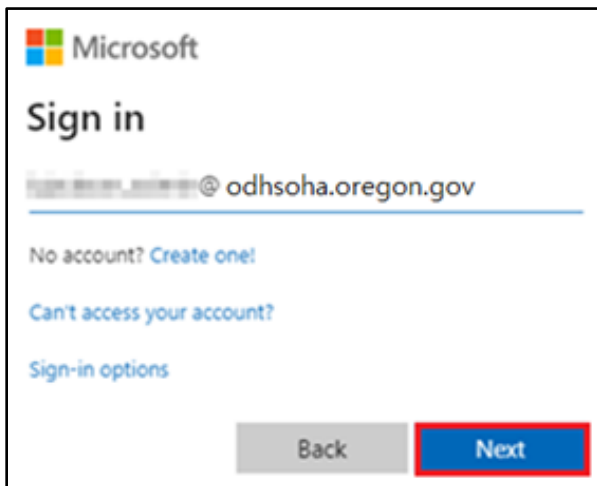 Microsoft
Sign in
@ odhsoha.oregon.gov
No account? Create one!
Can't access your account?
Sign-in options
Back Next